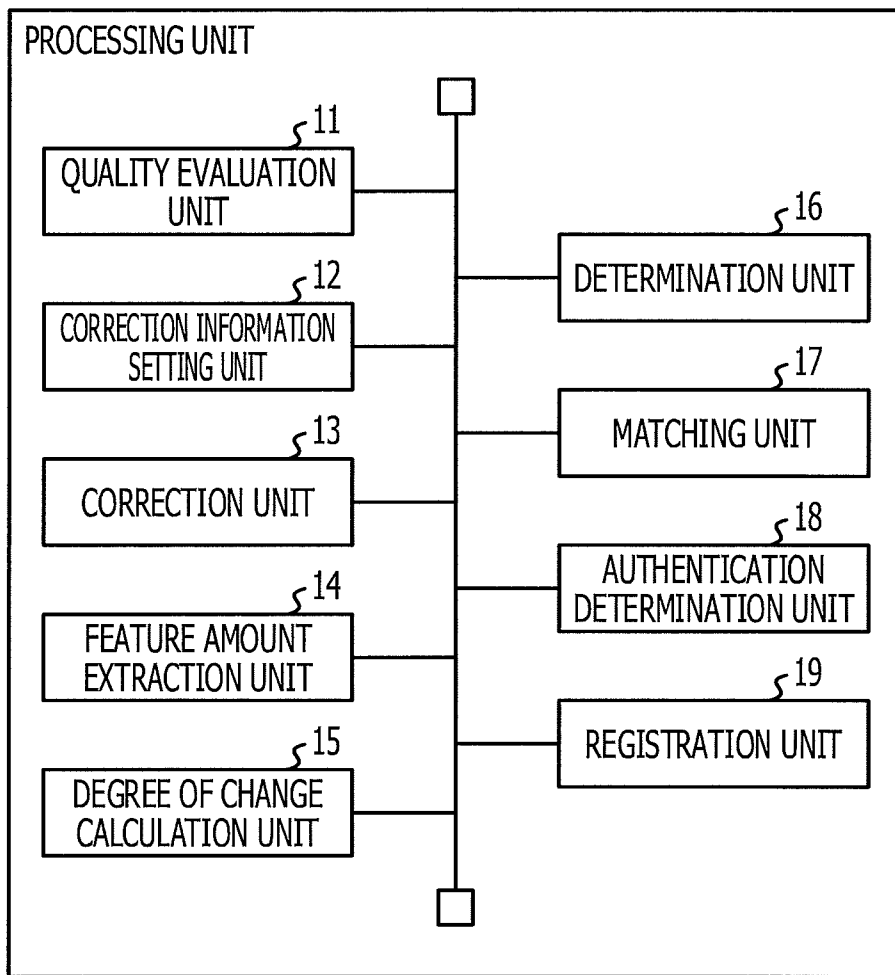 PROCESSING UNIT
11
QUALITY EVALUATION
UNIT
12
CORRECTION INFORMATION
SETTING UNIT
13
CORRECTION UNIT
14
FEATURE AMOUNT
EXTRACTION UNIT
15
DEGREE OF CHANGE
CALCULATION UNIT
16
DETERMINATION UNIT
17
MATCHING UNIT
18
AUTHENTICATION
DETERMINATION UNIT
19
REGISTRATION UNIT